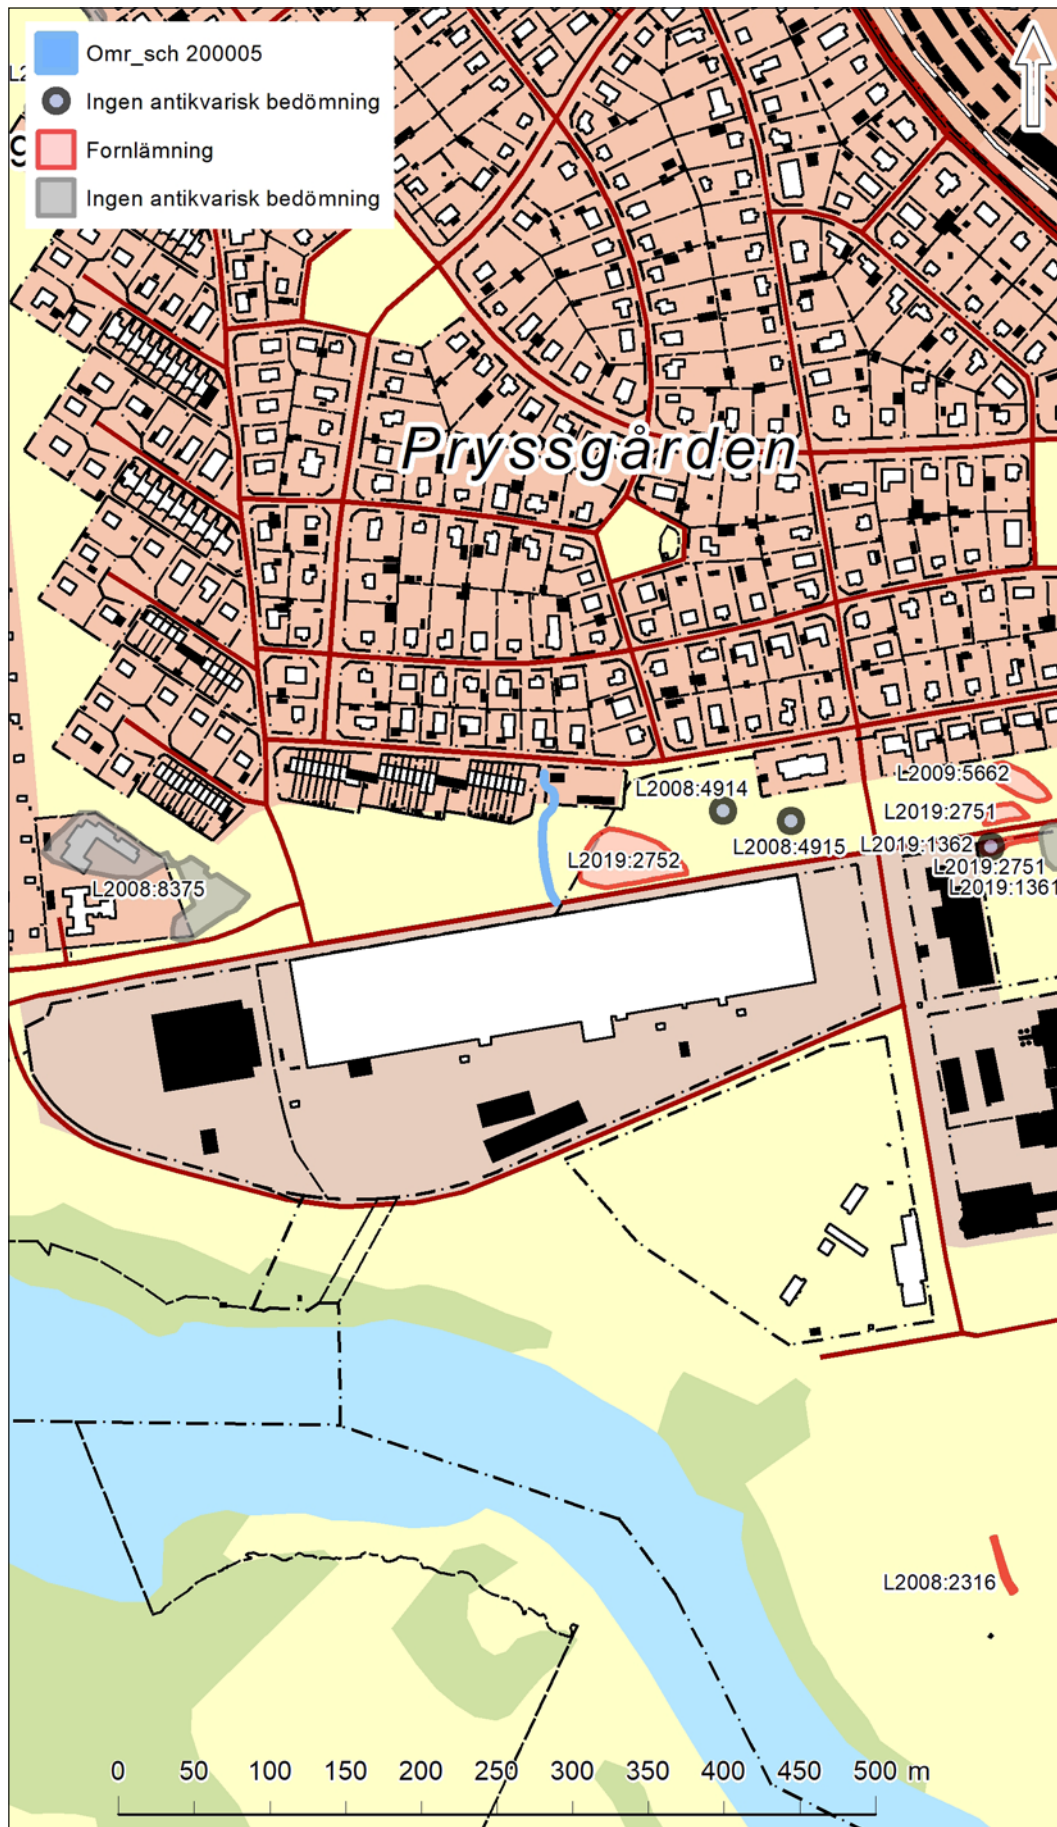 Omr_sch 200005
Ingen antikvarisk bedömning
Fornlämning
Ingen antikvarisk bedömning
Pryssgården
L2009:5662
L2008:4914
L2019:2751
L2008:4915
L2019:1362
L2019:2752
L2019:2751
L2008:8375
L2019:1361
L2008:2316
0 50 100 150 200 250 300 350 400 450 500 m